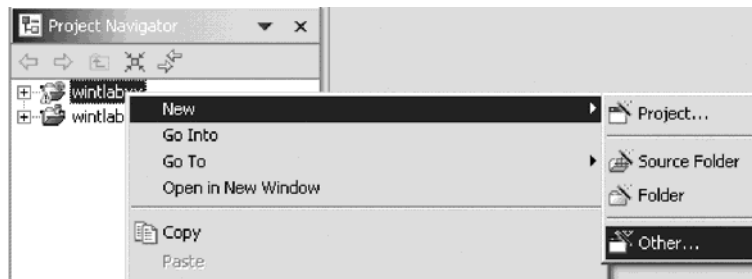 Project Navigator
wintlabxx
New
Project...
wintlab
Go Into
Go To
Source Folder
Open in New Window
Folder
Copy
Other...
Paste